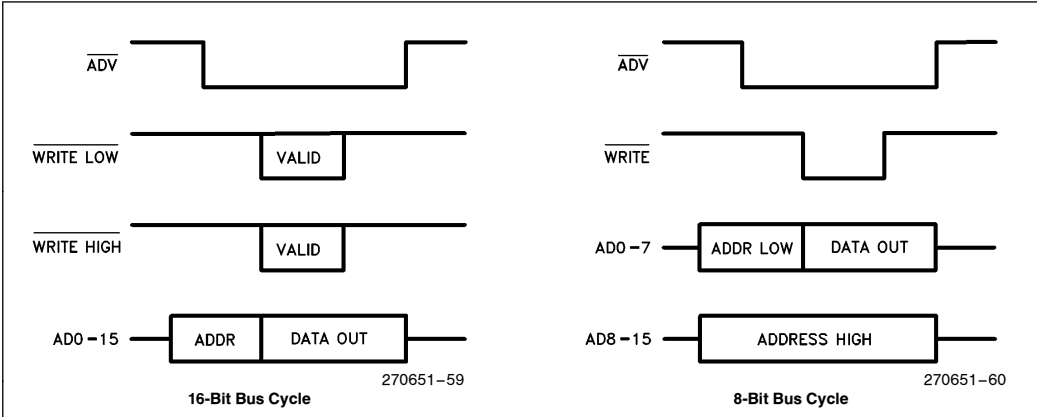 ADV
WRITE LOW
VALID
WRITE HIGH
VALID
AD0-15
ADDR
DATA OUT
270651-59
16-Bit Bus Cycle
ADV
WRITE
AD0-7
ADDR LOW
DATA OUT
AD8-15
ADDRESS HIGH
270651-60
8-Bit Bus Cycle